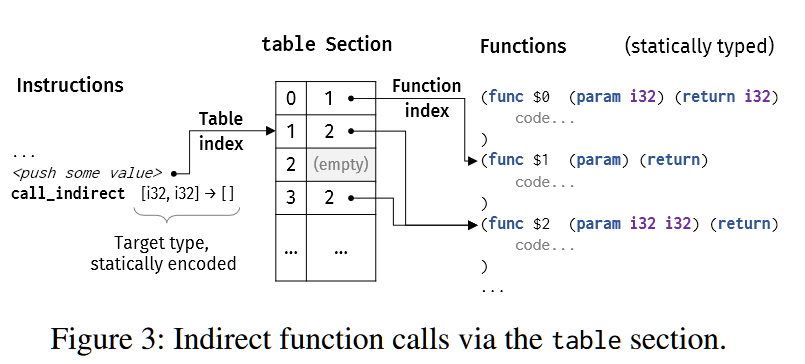 table Section
Functions (statically typed)
Instructions
...
<push some value>
call_indirect [i32, i32] → []
Target type,
statically encoded
Table
index
0 1
1 2
2 (empty)
3 2
... ...
Function
index
(func $0 (param i32) (return i32)
code...
)
(func $1 (param) (return)
code...
)
(func $2 (param i32 i32) (return)
code...
)
...
Figure 3: Indirect function calls via the table section.